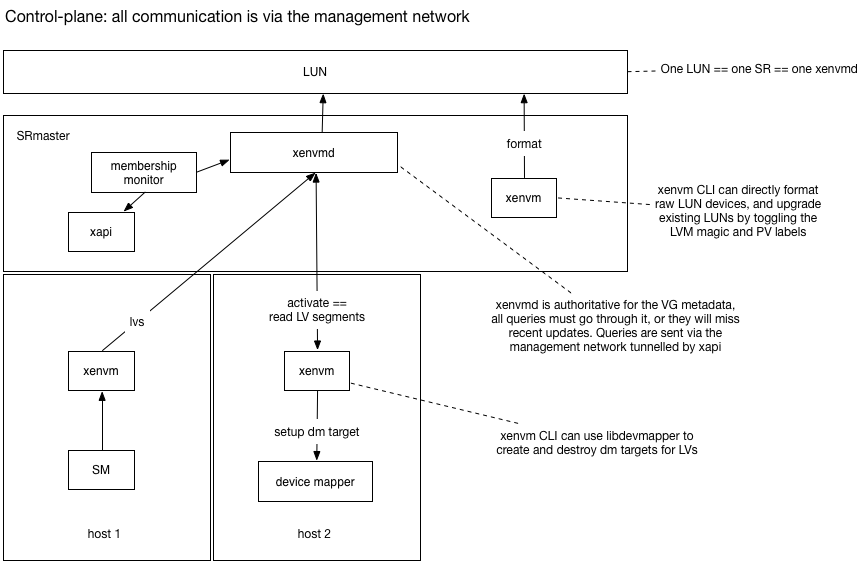 Control-plane: all communication is via the management network
LUN
One LUN == one SR == one xenvmd
SRmaster
membership
monitor
xenvmd
format
xenvm
xapi
xenvm CLI can directly format
raw LUN devices, and upgrade
existing LUNs by toggling the
LVM magic and PV labels
activate ==
read LV segments
lvs
xenvmd is authoritative for the VG metadata,
all queries must go through it, or they will miss
recent updates. Queries are sent via the
management network tunnelled by xapi
xenvm
xenvm
setup dm target
xenvm CLI can use libdevmapper to
create and destroy dm targets for LVs
SM
device mapper
host 1
host 2